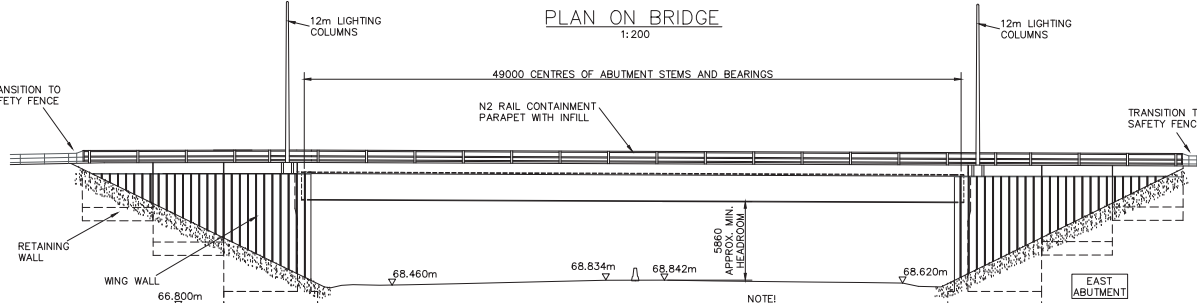 PLAN ON BRIDGE
1:200
12m LIGHTING
COLUMNS
12m LIGHTING
COLUMNS
49000 CENTRES OF ABUTMENT STEMS AND BEARINGS
ANSITION TO
FETY FENCE
N2 RAIL CONTAINMENT
PARAPET WITH INFILL
TRANSITION T
SAFETY FENC
5860
APPROX. MIN.
HEADROOM
RETAINING
WALL
WING WALL
66.800m
68.460m
68.834m
68.842m
68.620m
NOTE!
EAST
ABUTMENT